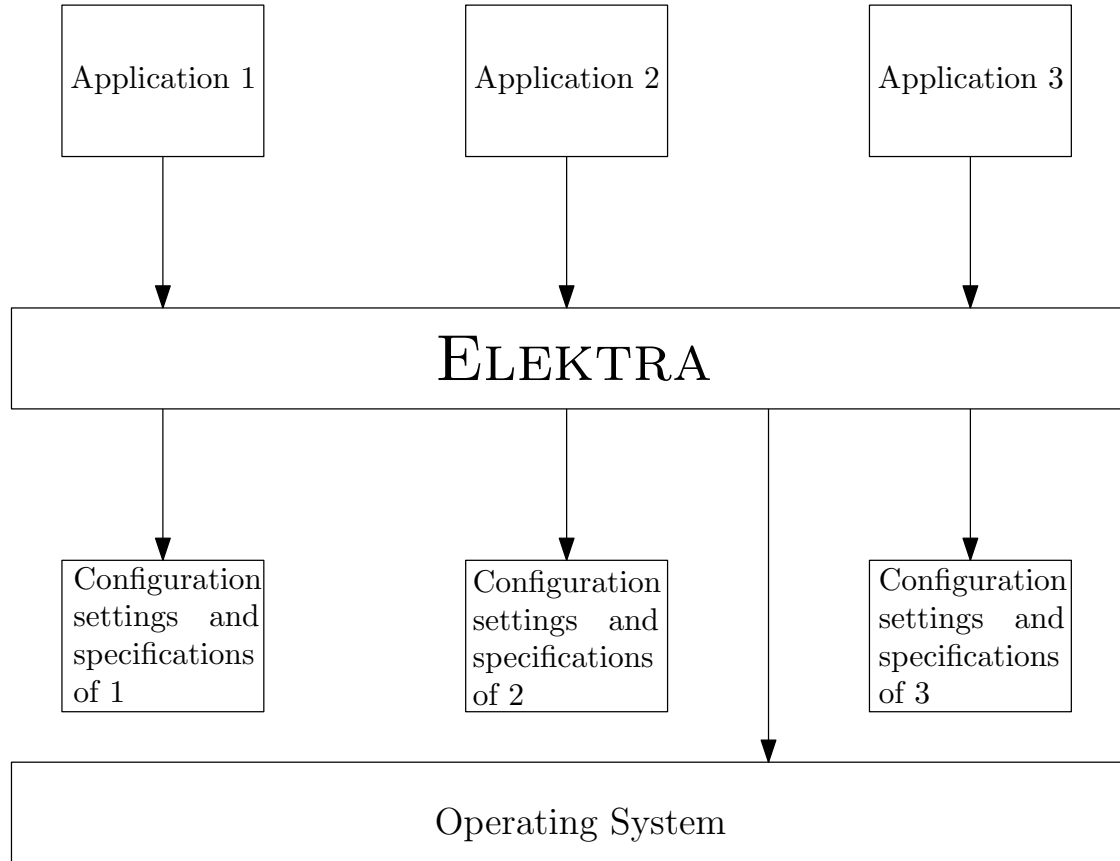 Application 1
Application 2
Application 3
ELEKTRA
Configuration
settings and
specifications
of 1
Configuration
settings and
specifications
of 2
Configuration
settings and
specifications
of 3
Operating System